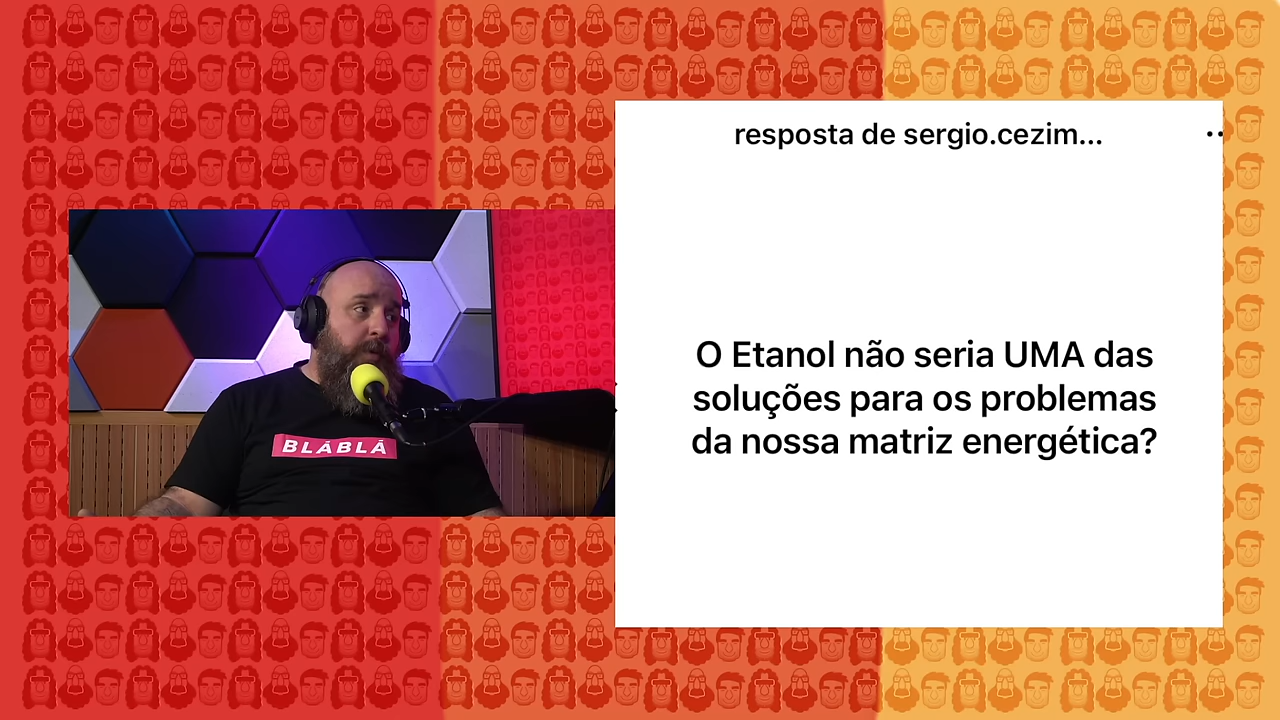 resposta de sergio.cezim...
O Etanol não seria UMA das
soluções para os problemas
da nossa matriz energética?
BLÁBLÁ